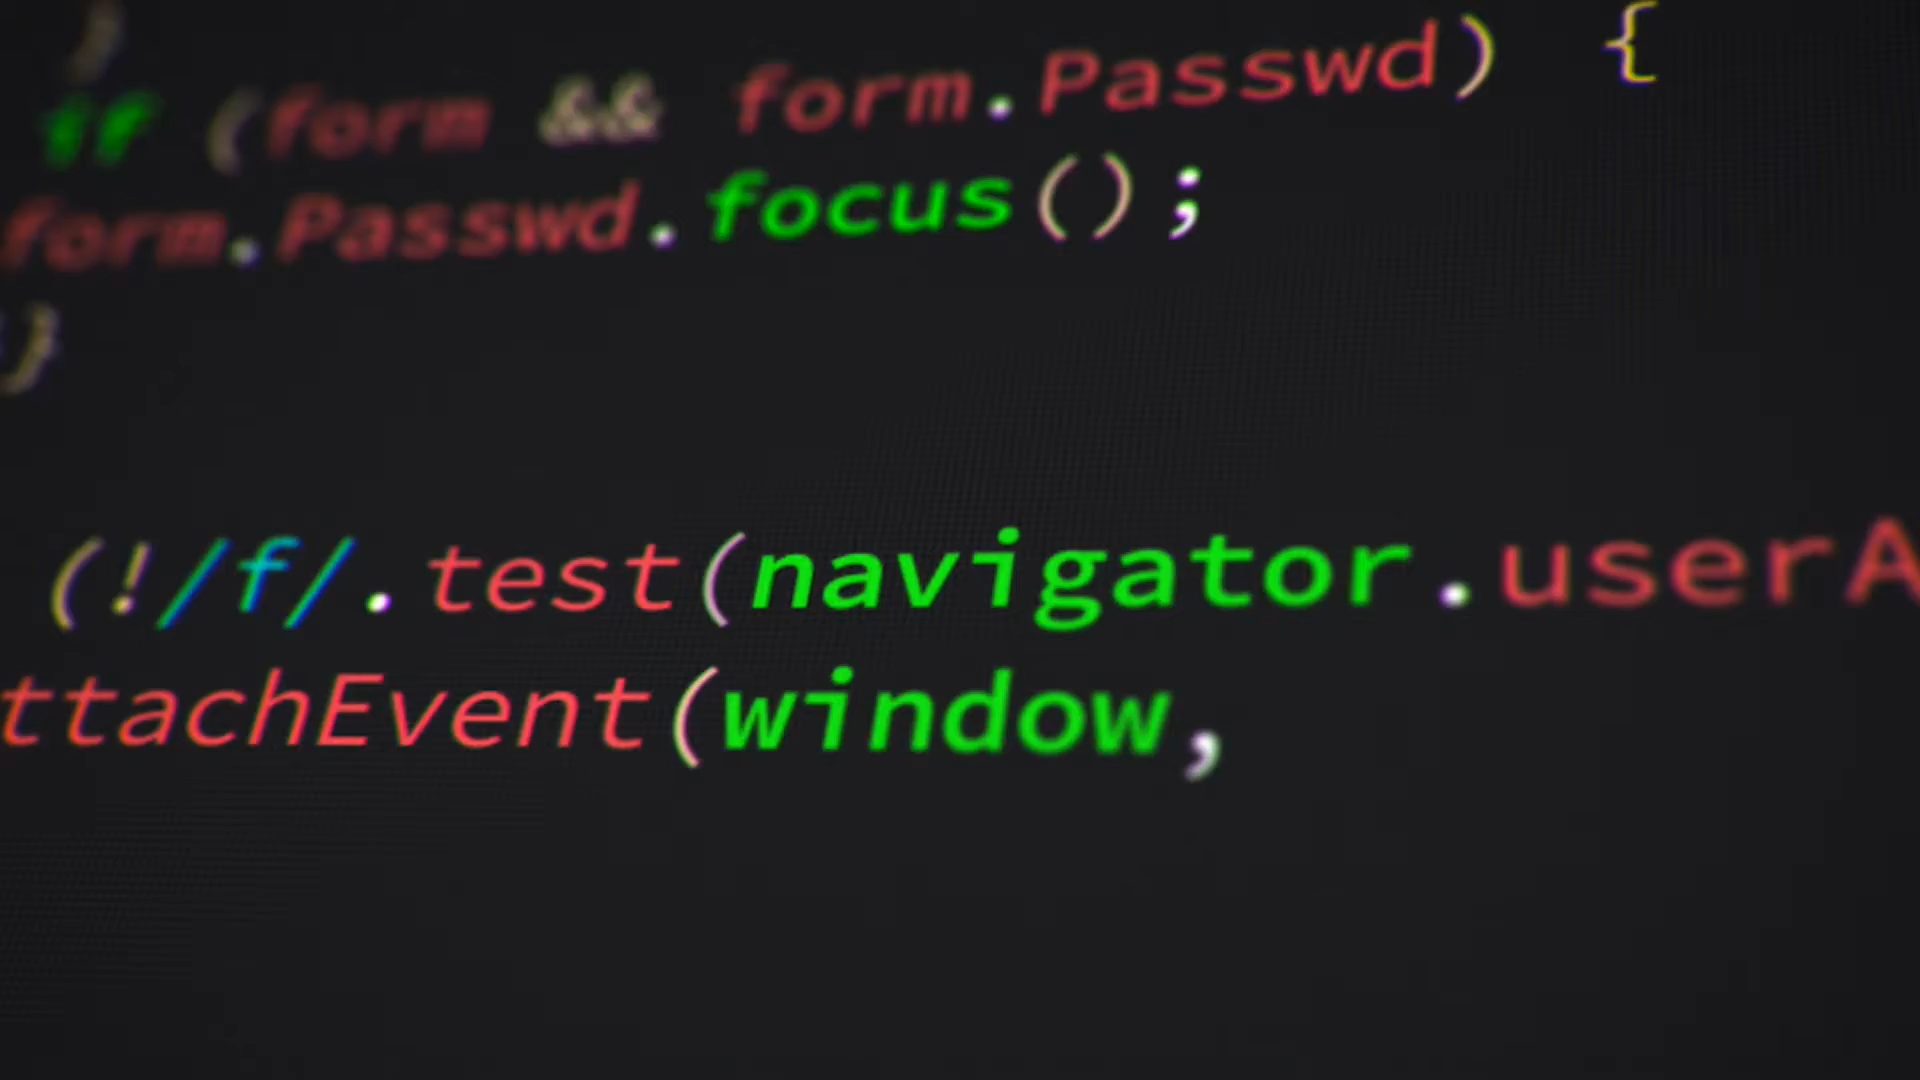 }
if (form && form.Passwd) {
form.Passwd.focus();
}
(!/f/.test(navigator.userA
ttachEvent(window,